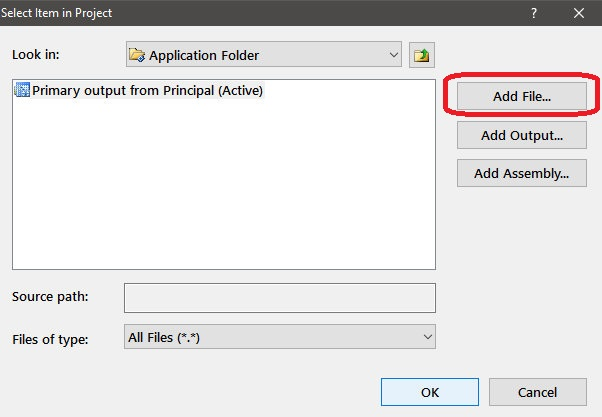 Select Item in Project
?
Look in:
Application Folder
Primary output from Principal (Active)
Add File...
Add Output...
Add Assembly...
Source path:
Files of type:
All Files (*.*)
OK
Cancel